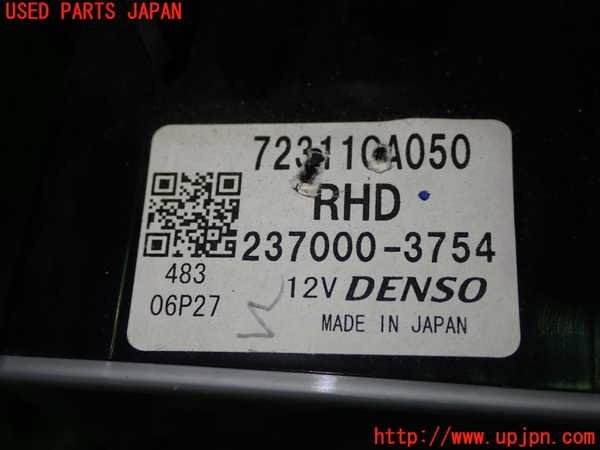 USED PARTS JAPAN
72311CA050
RHD
237000-3754
483
12V DENSO
06P27
MADE IN JAPAN
http://www.upjpn.com/